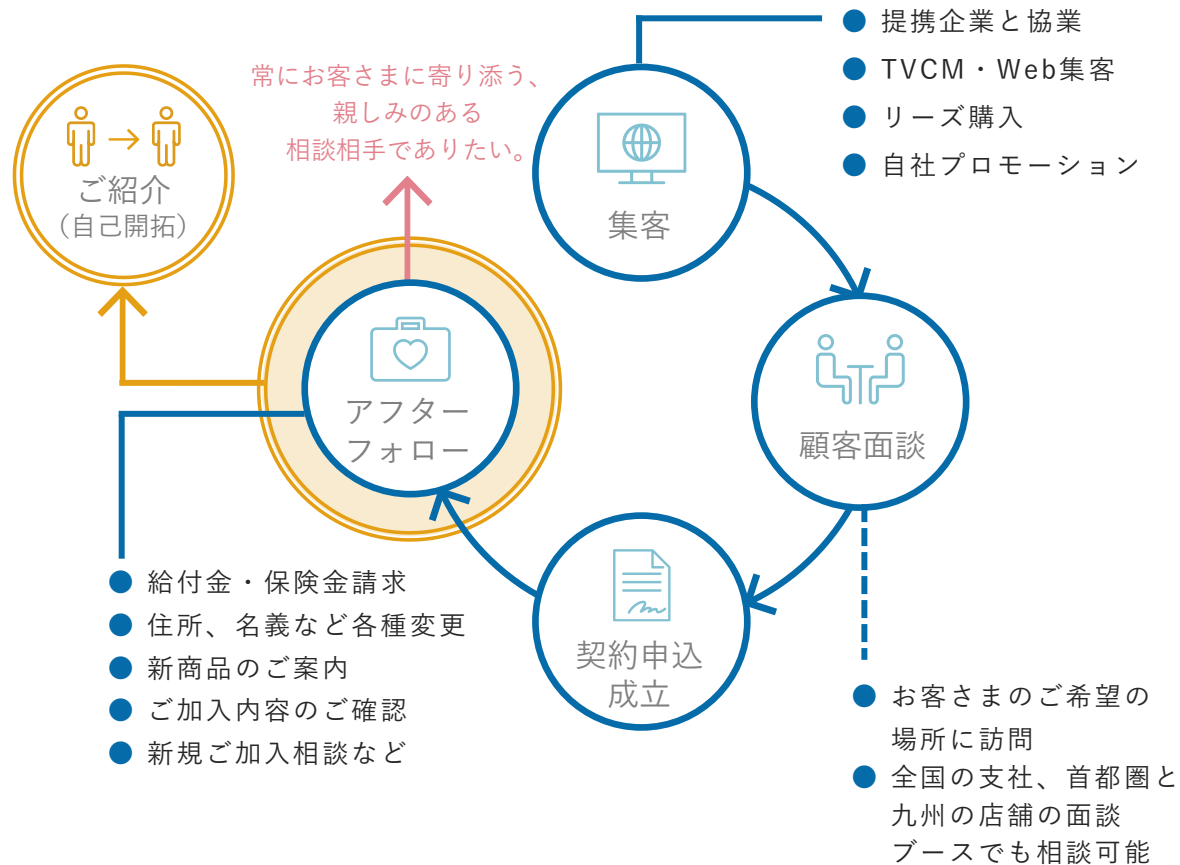 提携企業と協業
TVCM・Web集客
リーズ購入
自社プロモーション
常にお客さまに寄り添う、
親しみのある
相談相手でありたい。
ご紹介
（自己開拓）
集客
顧客面談
アフター
フォロー
契約申込
成立
給付金・保険金請求
住所、名義など各種変更
新商品のご案内
ご加入内容のご確認
新規ご加入相談など
お客さまのご希望の
場所に訪問
全国の支社、首都圏と
九州の店舗の面談
ブースでも相談可能